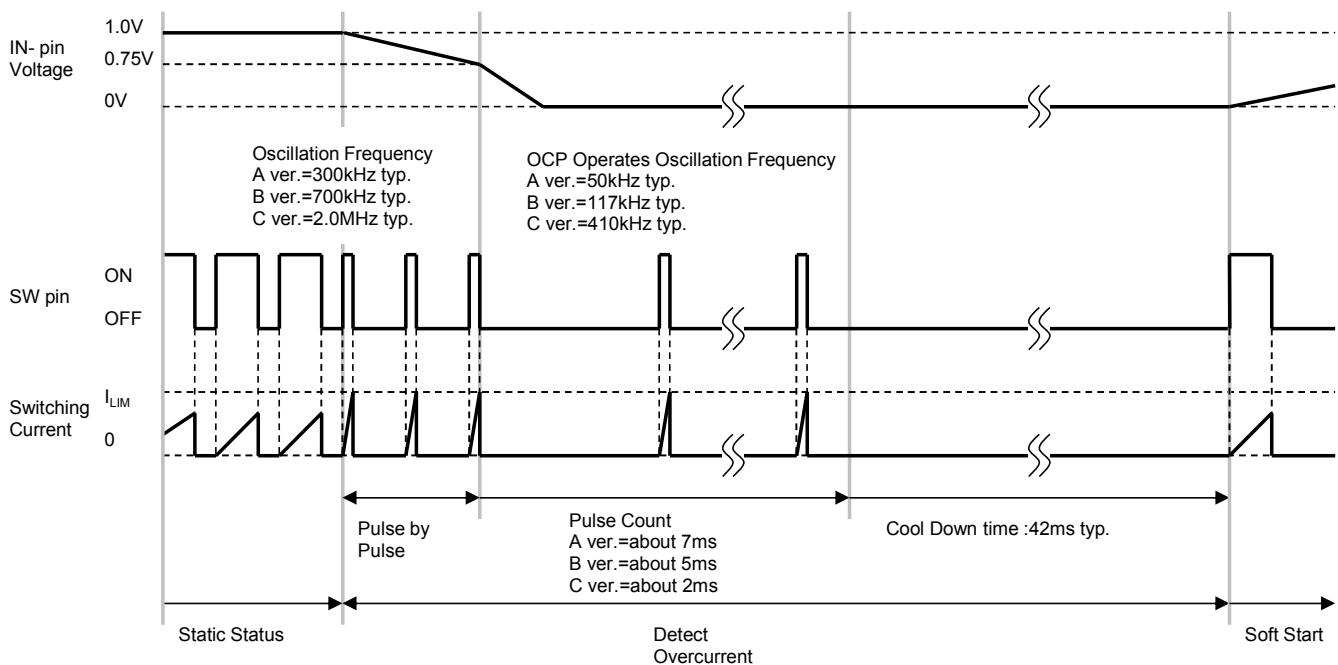 IN- pin
Voltage
1.0V
0.75V
0V
Oscillation Frequency
A ver.=300kHz typ.
B ver.=700kHz typ.
C ver.=2.0MHz typ.
OCP Operates Oscillation Frequency
A ver.=50kHz typ.
B ver.=117kHz typ.
C ver.=410kHz typ.
SW pin
ON
OFF
Switching
Current
ILIM
0
Pulse by
Pulse
Pulse Count
A ver.=about 7ms
B ver.=about 5ms
C ver.=about 2ms
Cool Down time :42ms typ.
Static Status
Detect
Overcurrent
Soft Start